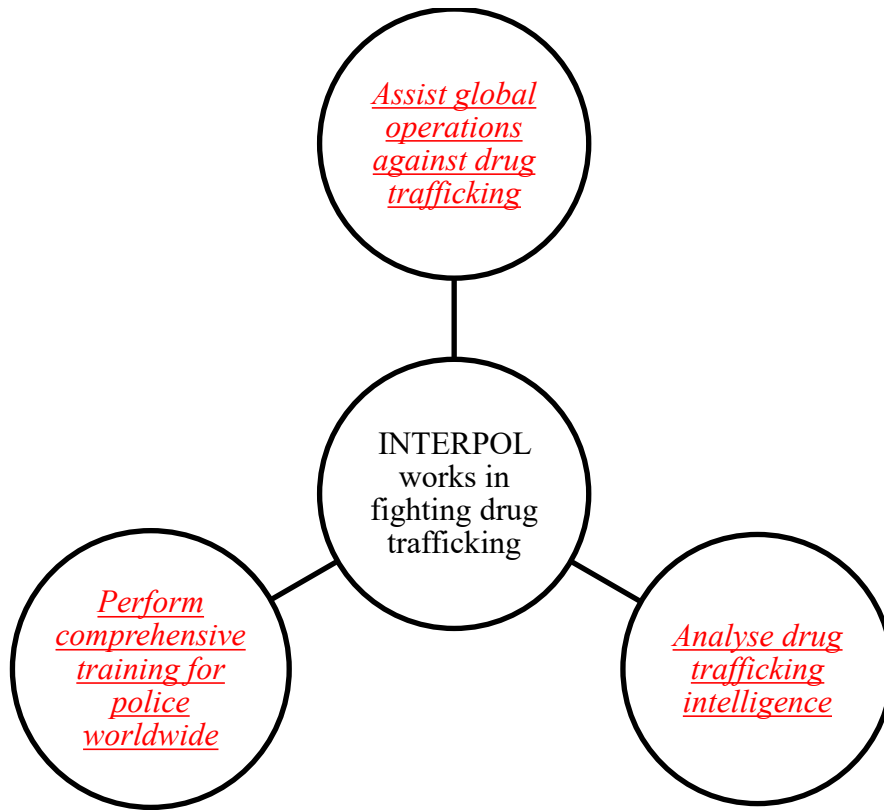 Assist global
operations
against drug
trafficking
INTERPOL
works in
fighting drug
trafficking
Perform
comprehensive
training for
police
worldwide
Analyse drug
trafficking
intelligence